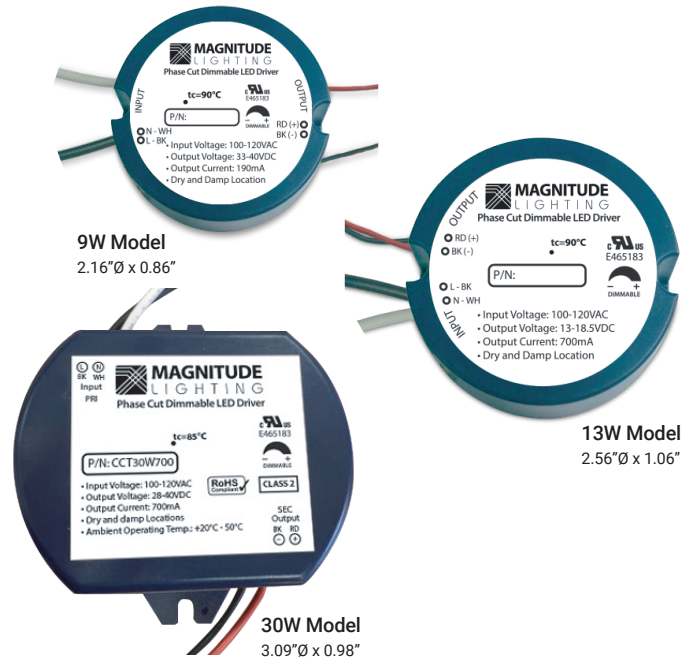 MAGNITUDE
LIGHTING
Phase Cut Dimmable LED Driver
INPUT
OUTPUT
tc=90°C
c RU us
E465183
P/N:
DIMMABLE
N - WH
L - BK
RD (+)
BK (-)
• Input Voltage: 100-120VAC
• Output Voltage: 33-40VDC
• Output Current: 190mA
• Dry and Damp Location
9W Model
2.16”Ø x 0.86”
MAGNITUDE
LIGHTING
Phase Cut Dimmable LED Driver
OUTPUT
RD (+)
BK (-)
tc=90°C
c RU us
E465183
P/N:
- +
DIMMABLE
L - BK
N - WH
INPUT
• Input Voltage: 100-120VAC
• Output Voltage: 13-18.5VDC
• Output Current: 700mA
• Dry and Damp Location
13W Model
2.56”Ø x 1.06”
L N
BK WH
Input
PRI
MAGNITUDE
LIGHTING
Phase Cut Dimmable LED Driver
tc=85°C
c RU us
E465183
P/N: CCT30W700
- +
DIMMABLE
• Input Voltage: 100-120VAC
• Output Voltage: 28-40VDC
• Output Current: 700mA
• Dry and damp Locations
• Ambient Operating Temp.: +20°C - 50°C
RoHS
Compliant
CLASS 2
SEC
Output
BK RD
- +
30W Model
3.09”Ø x 0.98”